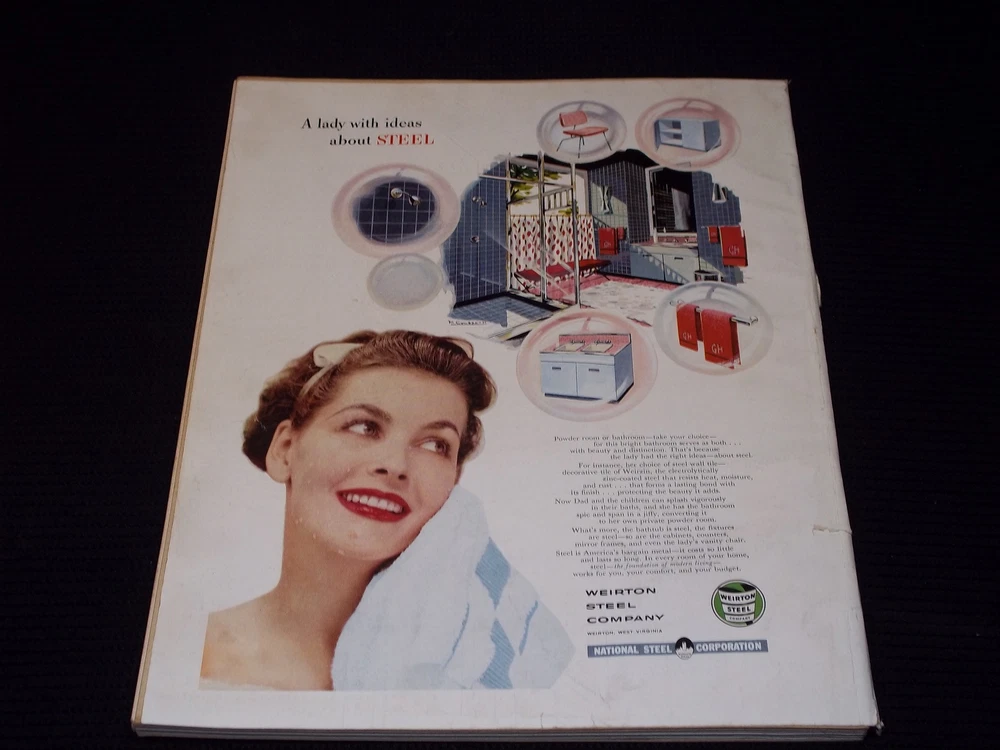 A lady with ideas
about STEEL
GH
GH
GH
Powder room or bathroom—take your choice—
for this bright bathroom serves as both . . .
with beauty and distinction. That's because
the lady had the right ideas—about steel.
For instance, her choice of steel wall tile—
decorative tile of Weirzin, the electrolytically
zinc-coated steel that resists heat, moisture,
and rust . . . that forms a lasting bond with
its finish . . . protecting the beauty it adds.
Now Dad and the children can splash vigorously
in their baths, and she has the bathroom
spic and span in a jiffy, converting it
to her own private powder room.
What's more, the bathtub is steel, the fixtures
are steel—so are the cabinets, counters,
mirror frames, and even the lady's vanity chair.
Steel is America's bargain metal—it costs so little
and lasts so long. In every room of your home,
steel—the foundation of modern living—
works for you, your comfort, and your budget.
WEIRTON
STEEL
COMPANY
WEIRTON, WEST VIRGINIA
WEIRTON
STEEL
COMPANY
NATIONAL STEEL CORPORATION